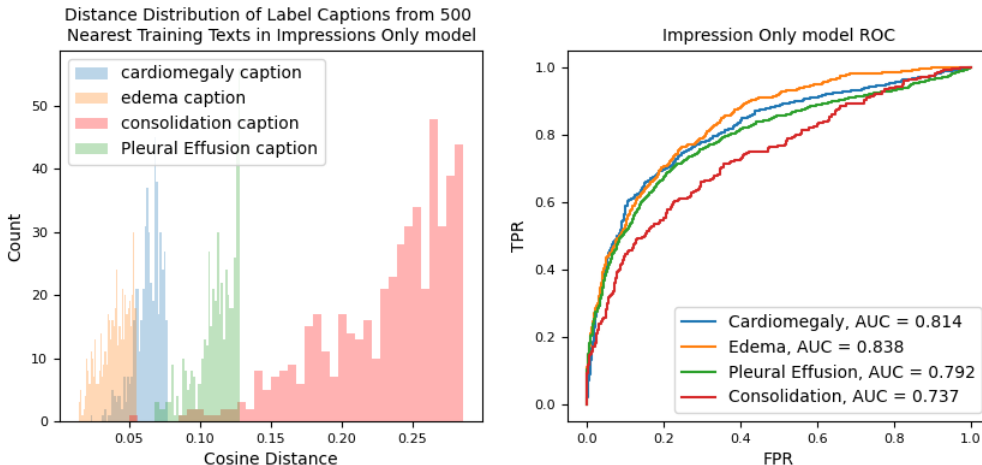 Distance Distribution of Label Captions from 500
Nearest Training Texts in Impressions Only model
cardiomegaly caption
edema caption
consolidation caption
Pleural Effusion caption
50
40
30
20
10
0
Count
0.05
0.10
0.15
0.20
0.25
Cosine Distance
Impression Only model ROC
1.0
0.8
0.6
0.4
0.2
0.0
TPR
Cardiomegaly, AUC = 0.814
Edema, AUC = 0.838
Pleural Effusion, AUC = 0.792
Consolidation, AUC = 0.737
0.0
0.2
0.4
0.6
0.8
1.0
FPR